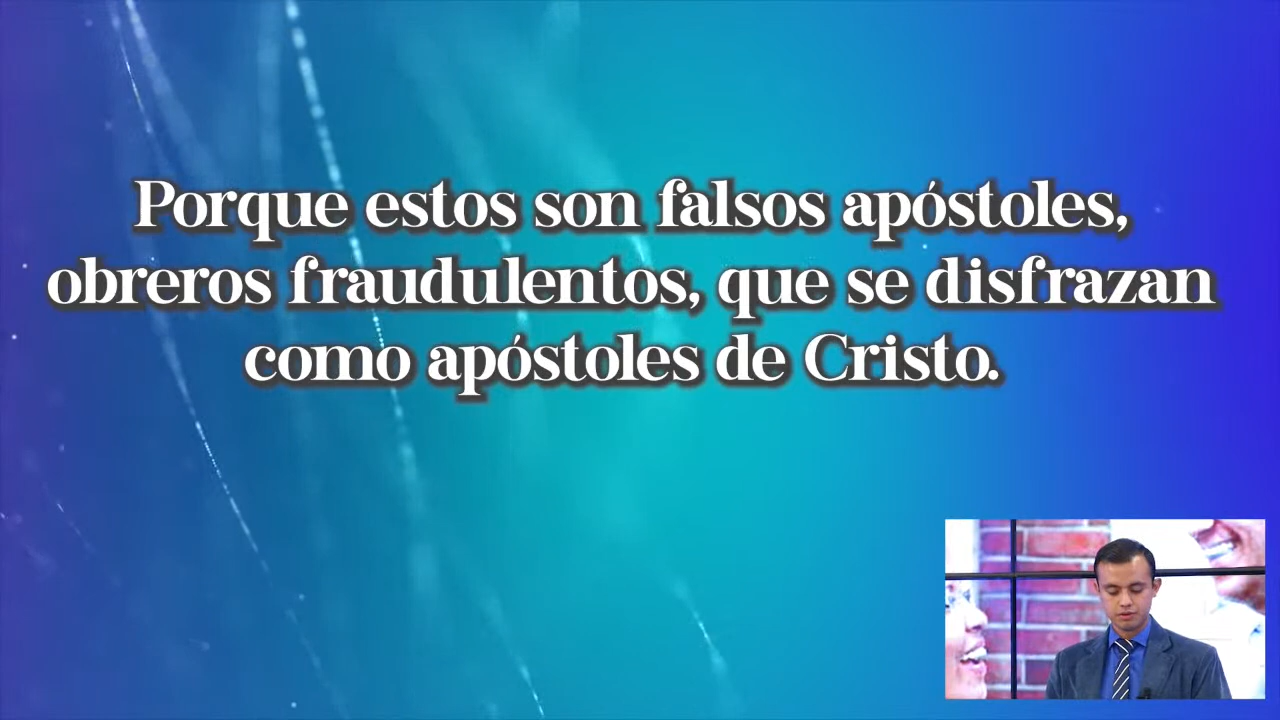 Porque estos son falsos apóstoles,
obreros fraudulentos, que se disfrazan
como apóstoles de Cristo.